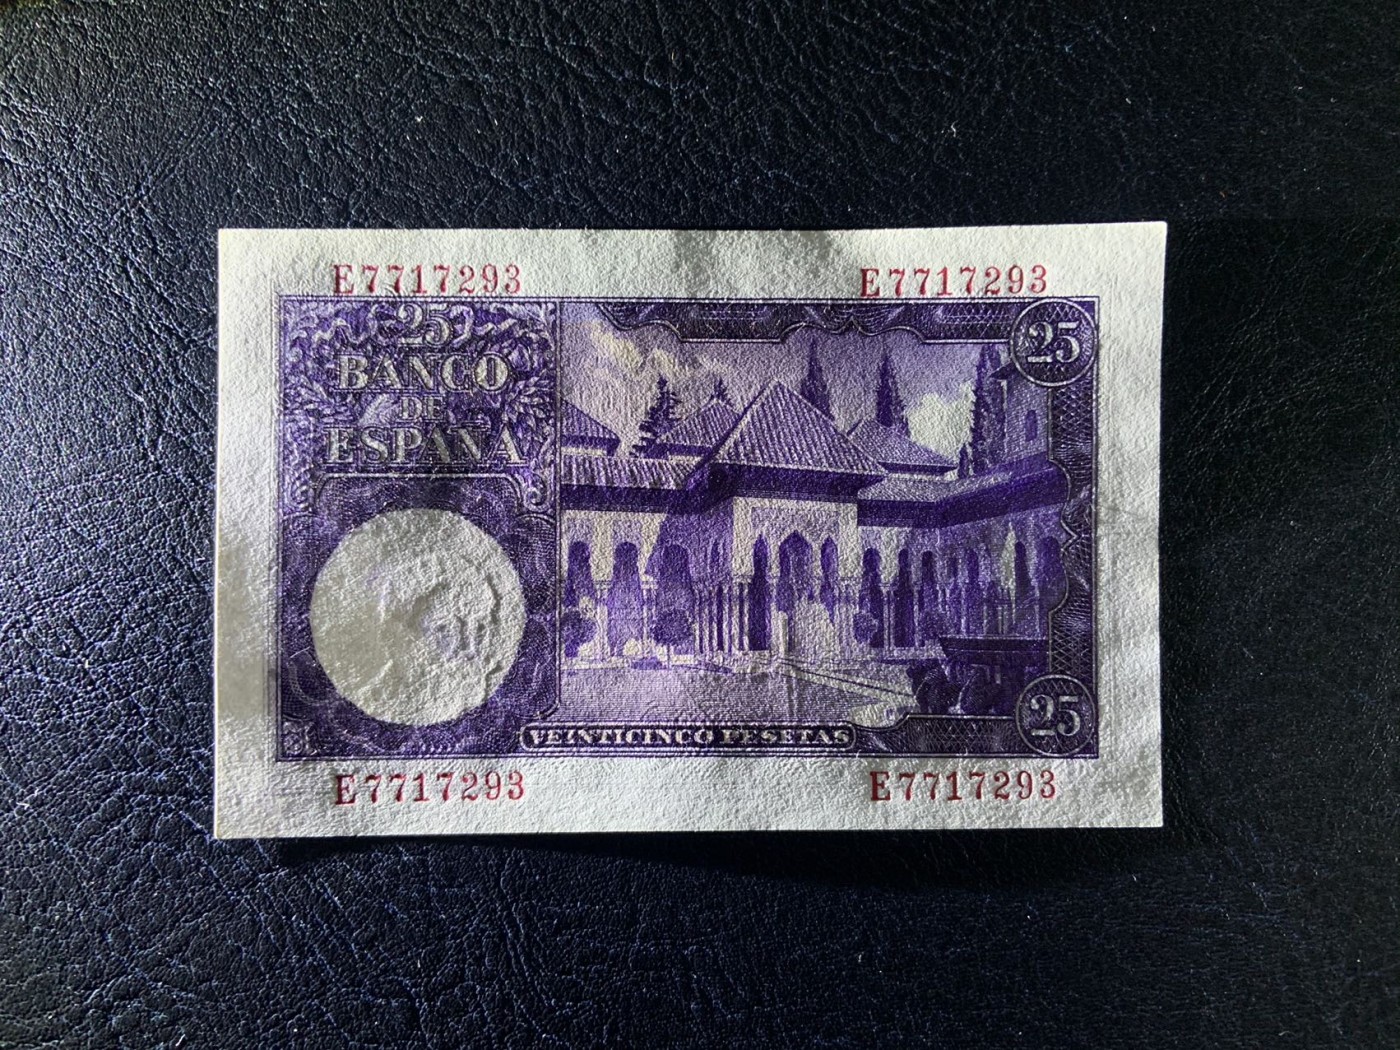 E7717293 E7717293
25 25
BANCO
DE
ESPAÑA
VEINTICINCO PESETAS 25
E7717293 E7717293